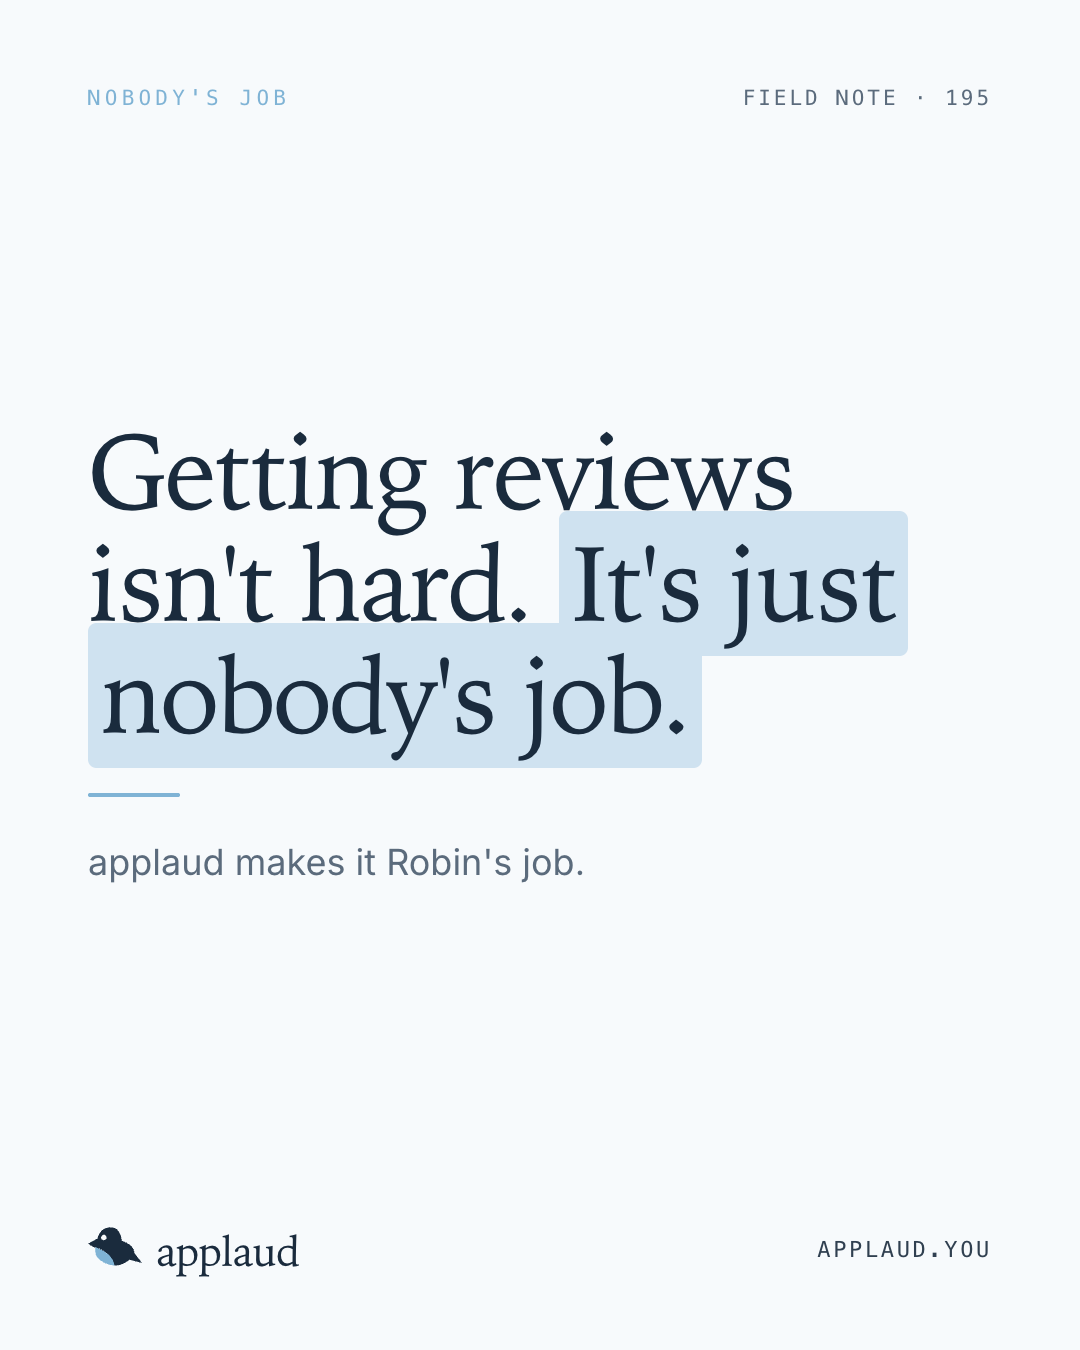 NOBODY'S JOB
FIELD NOTE · 195
Getting reviews
isn't hard. It's just
nobody's job.
applaud makes it Robin's job.
applaud
APPLAUD.YOU